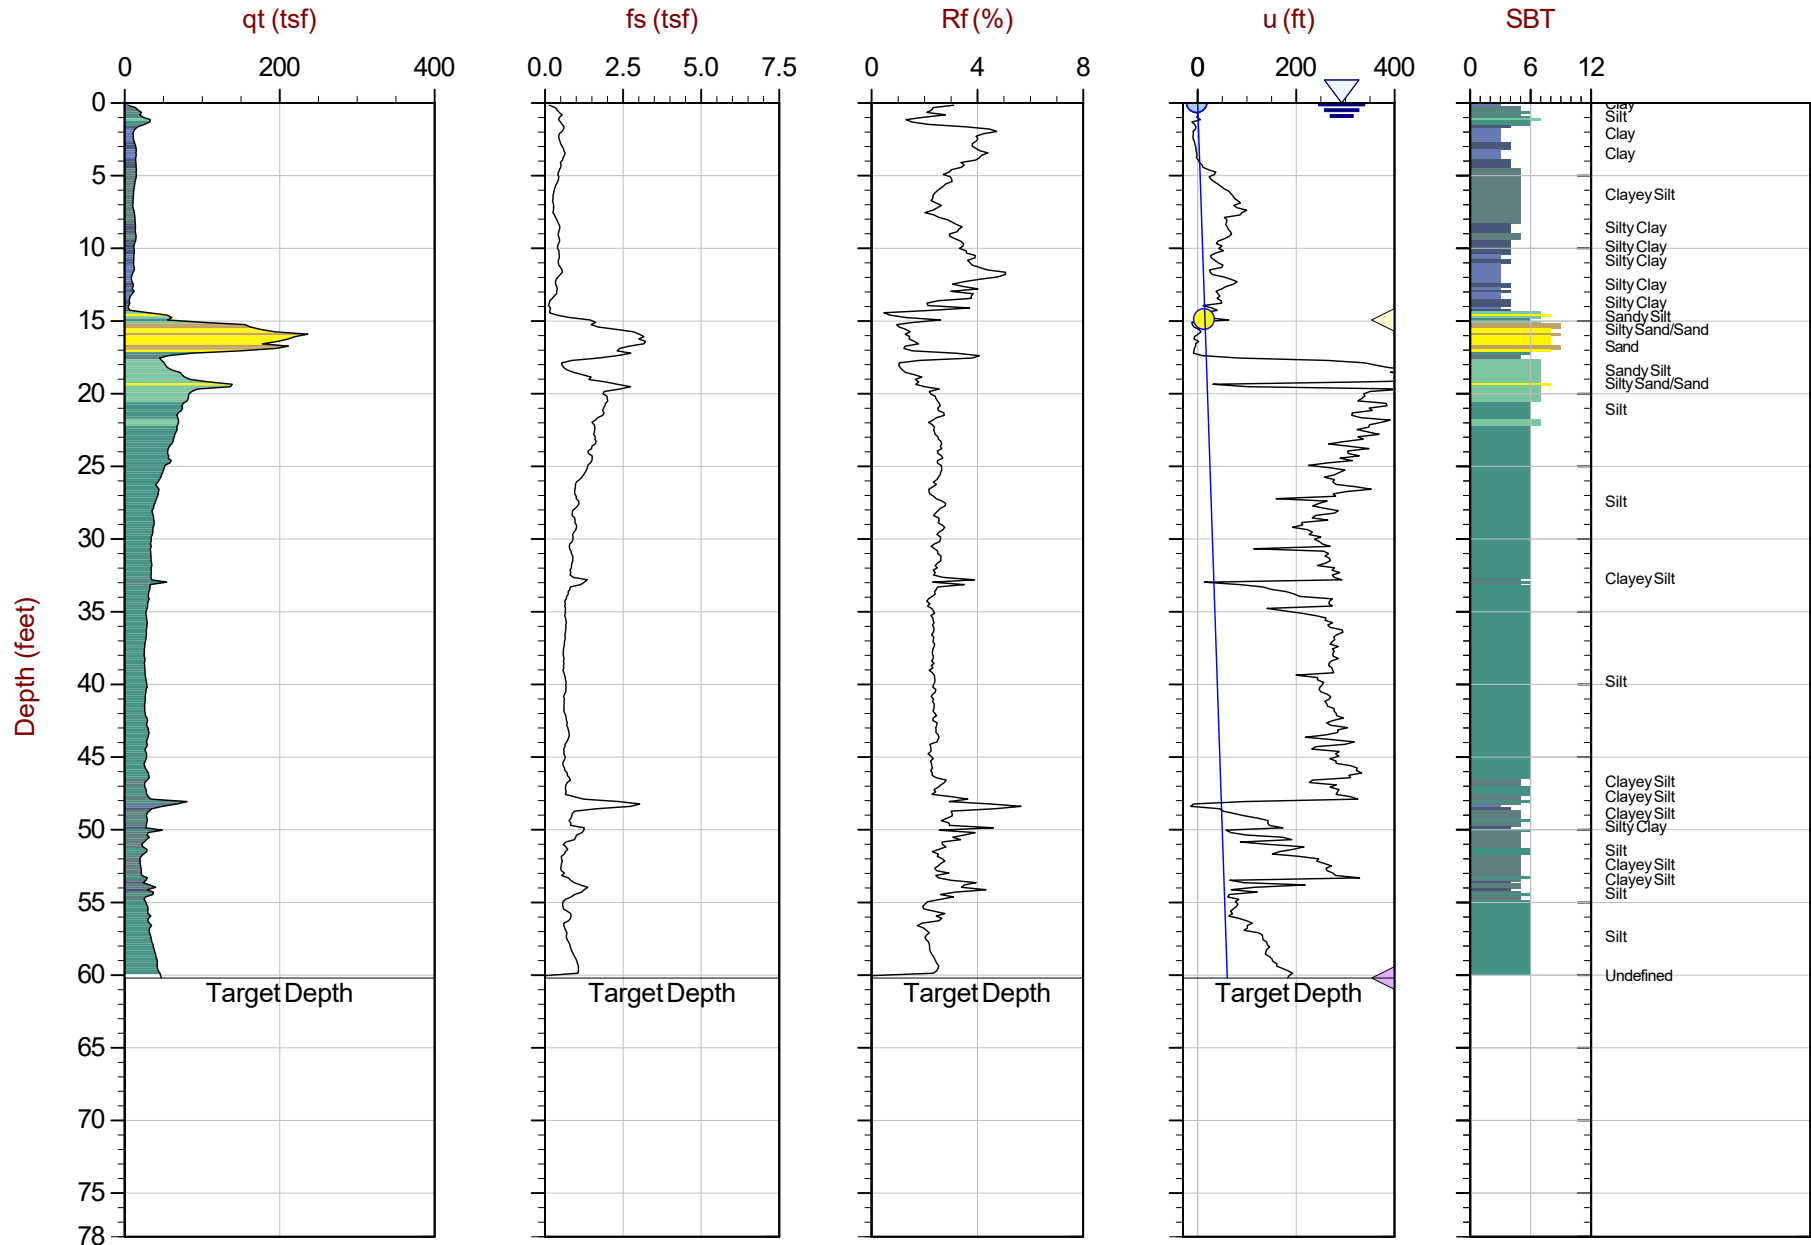 qt (tsf)
fs (tsf)
Rf (%)
u (ft)
SBT
0 200 400
0.0 2.5 5.0 7.5
0 4 8
0 200 400
0 6 12
Depth (feet)
0
5
10
15
20
25
30
35
40
45
50
55
60
65
70
75
78
Clay
Silt
Clay
Clay
Clayey Silt
Silty Clay
Silty Clay
Silty Clay
Silty Clay
Silty Clay
Sandy Silt
Silty Sand/Sand
Sand
Sandy Silt
Silty Sand/Sand
Silt
Silt
Clayey Silt
Silt
Clayey Silt
Clayey Silt
Clayey Silt
Silty Clay
Silt
Clayey Silt
Clayey Silt
Silt
Silt
Undefined
Target Depth
Target Depth
Target Depth
Target Depth